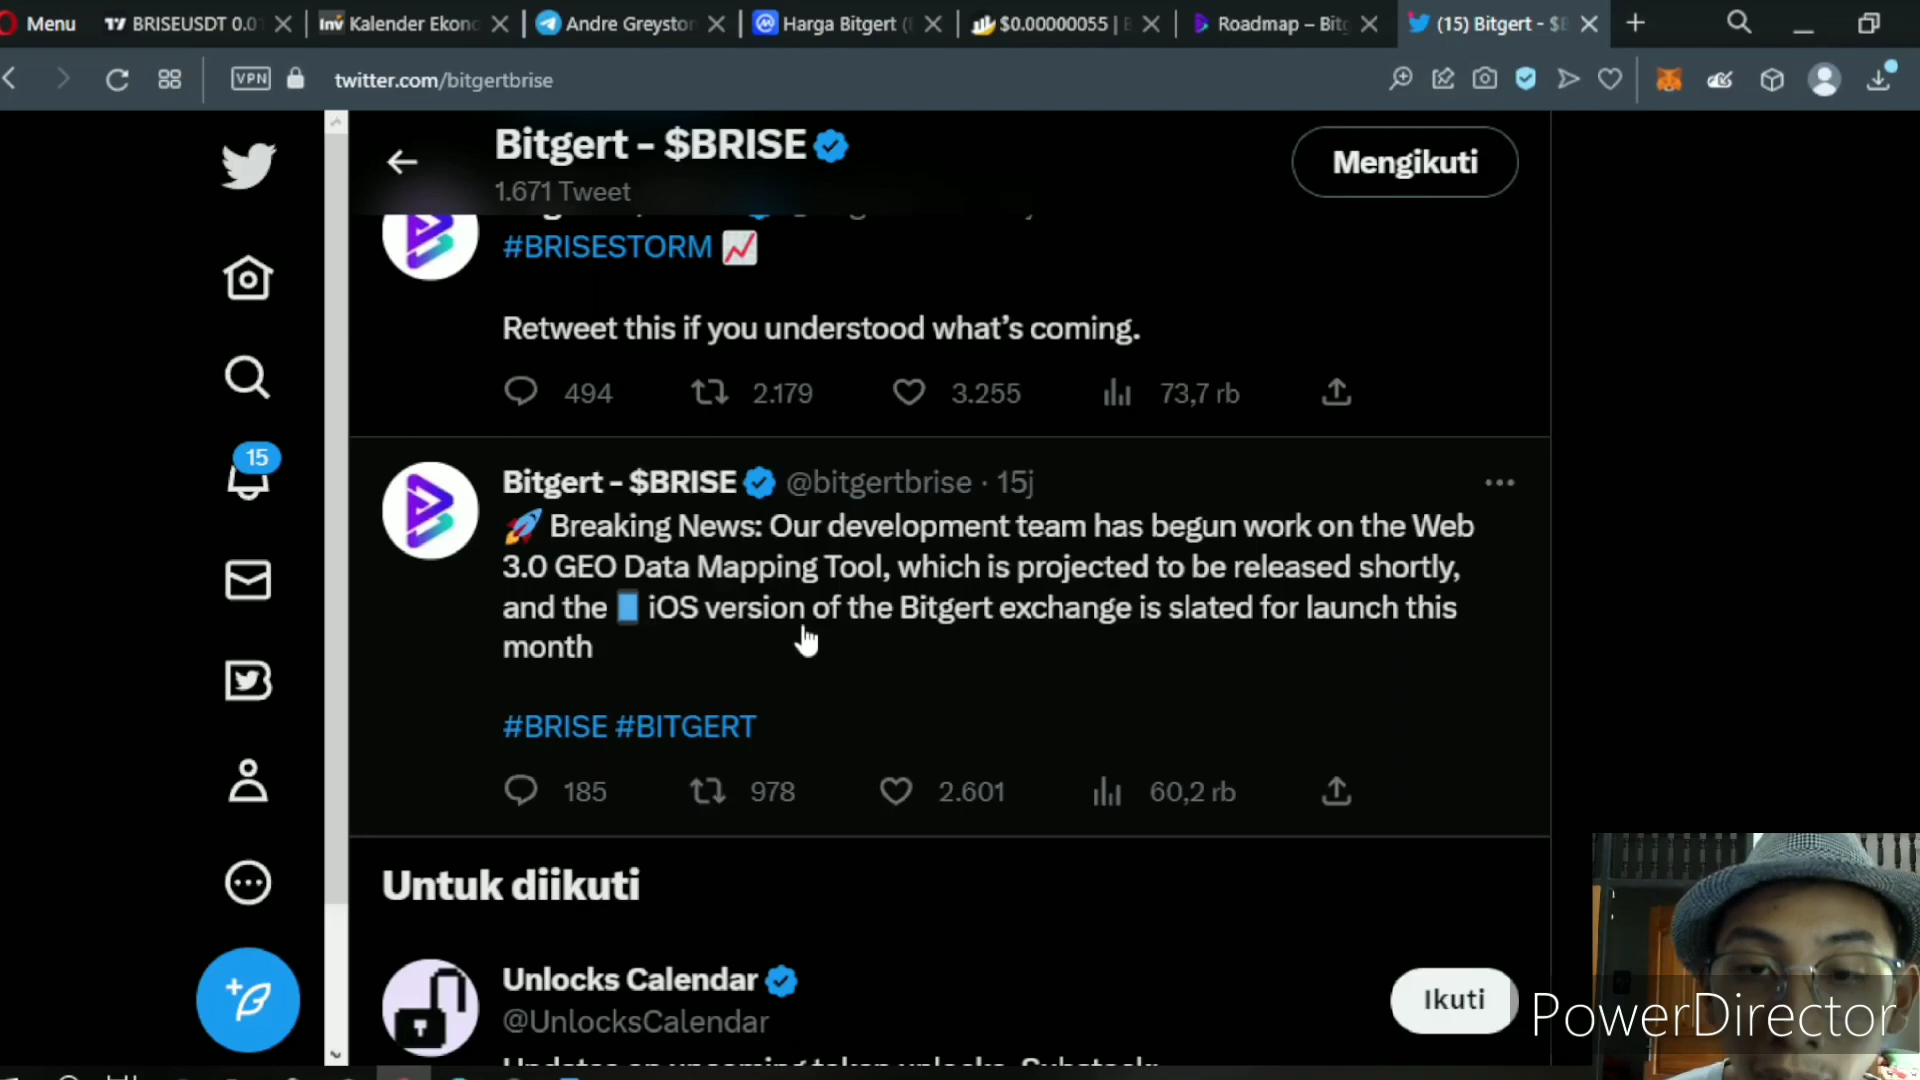 Menu
BRISEUSDT 0.0
Inv Kalender Ekon
Andre Greyston
Harga Bitgert (
$0.00000055 | B
Roadmap – Bit
(15) Bitgert - $B
VPN
twitter.com/bitgertbrise
Bitgert - $BRISE
1.671 Tweet
Mengikuti
#BRISESTORM 📈
Retweet this if you understood what's coming.
494 2.179 3.255 73,7 rb
15
Bitgert - $BRISE @bitgertbrise · 15j
🚀 Breaking News: Our development team has begun work on the Web
3.0 GEO Data Mapping Tool, which is projected to be released shortly,
and the 📱 iOS version of the Bitgert exchange is slated for launch this
month
#BRISE #BITGERT
185 978 2.601 60,2 rb
Untuk diikuti
Unlocks Calendar
@UnlocksCalendar
Ikuti
PowerDirector